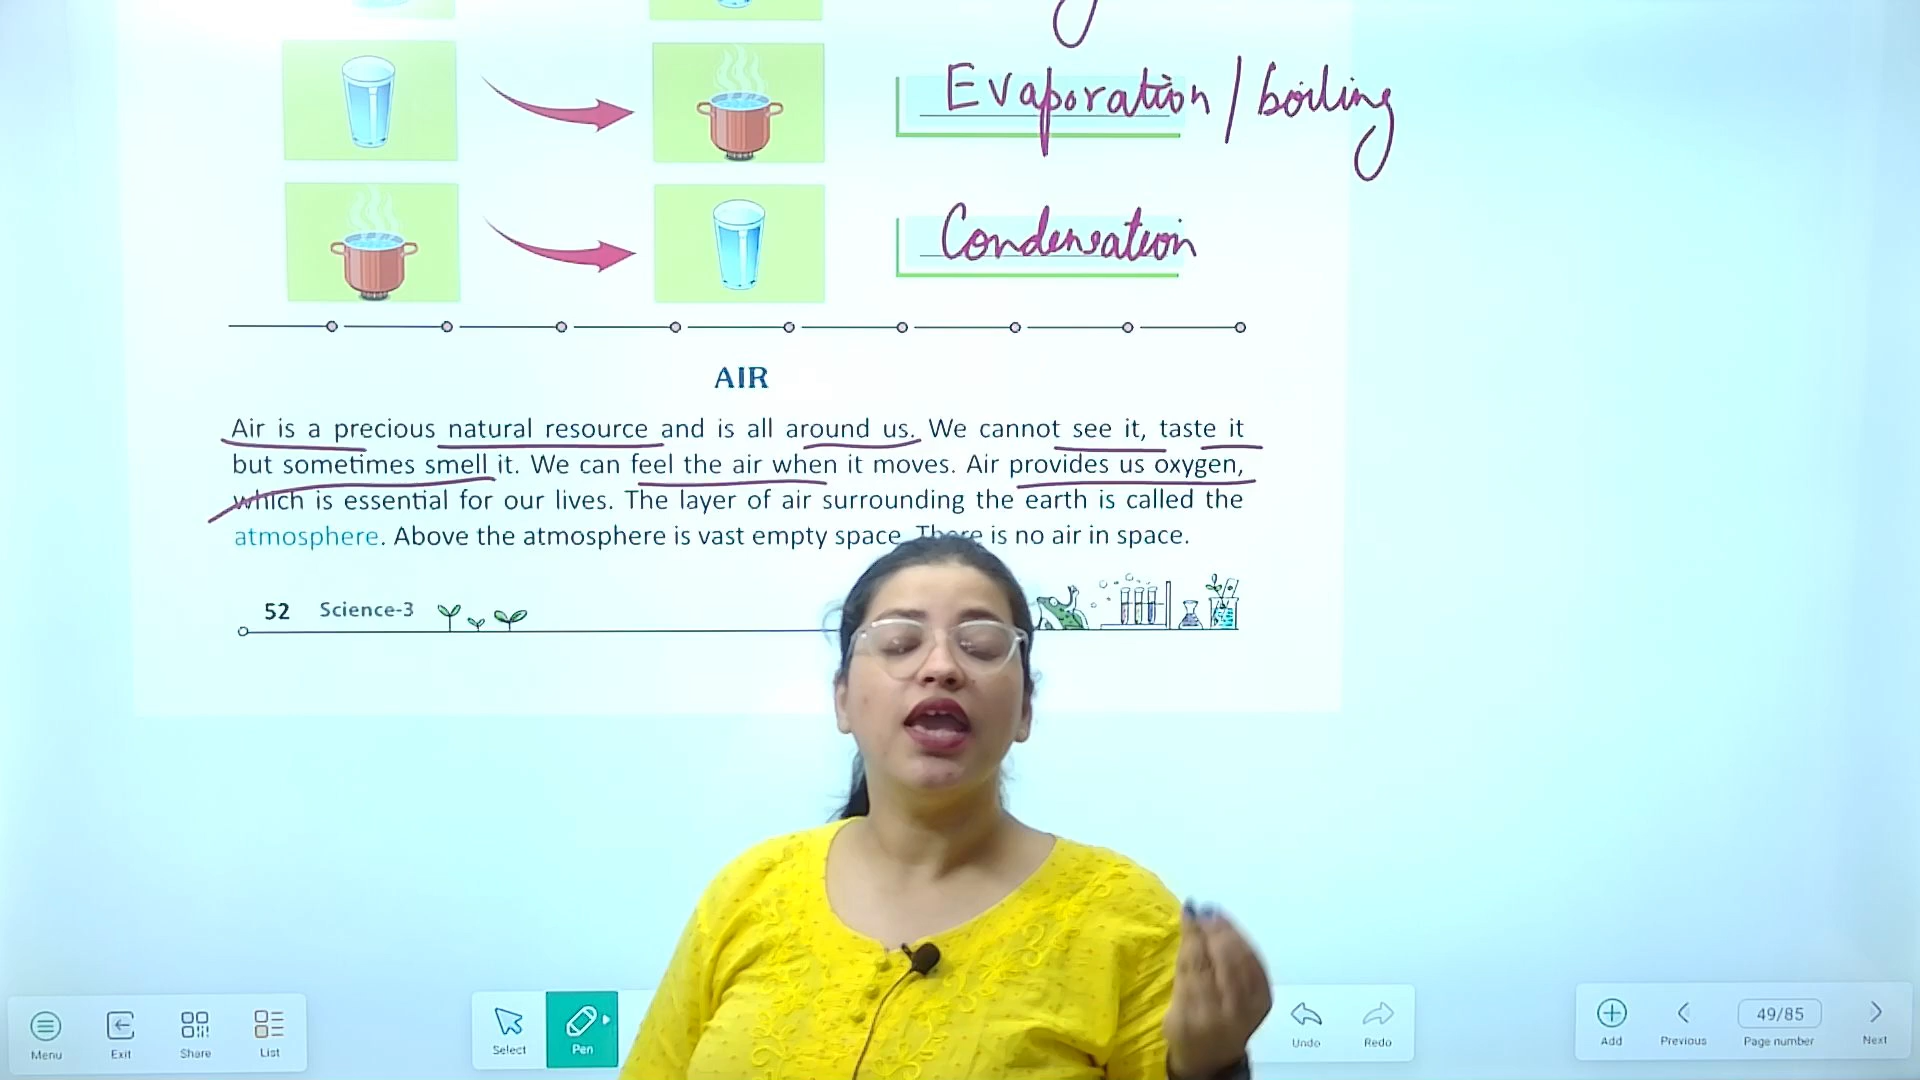 Evaporation / boiling
Condensation
AIR
Air is a precious natural resource and is all around us. We cannot see it, taste it
but sometimes smell it. We can feel the air when it moves. Air provides us oxygen,
which is essential for our lives. The layer of air surrounding the earth is called the
atmosphere. Above the atmosphere is vast empty space. There is no air in space.
52 Science-3
Menu Exit Share List Select Pen Undo Redo Add Previous 49/85 Page number Next